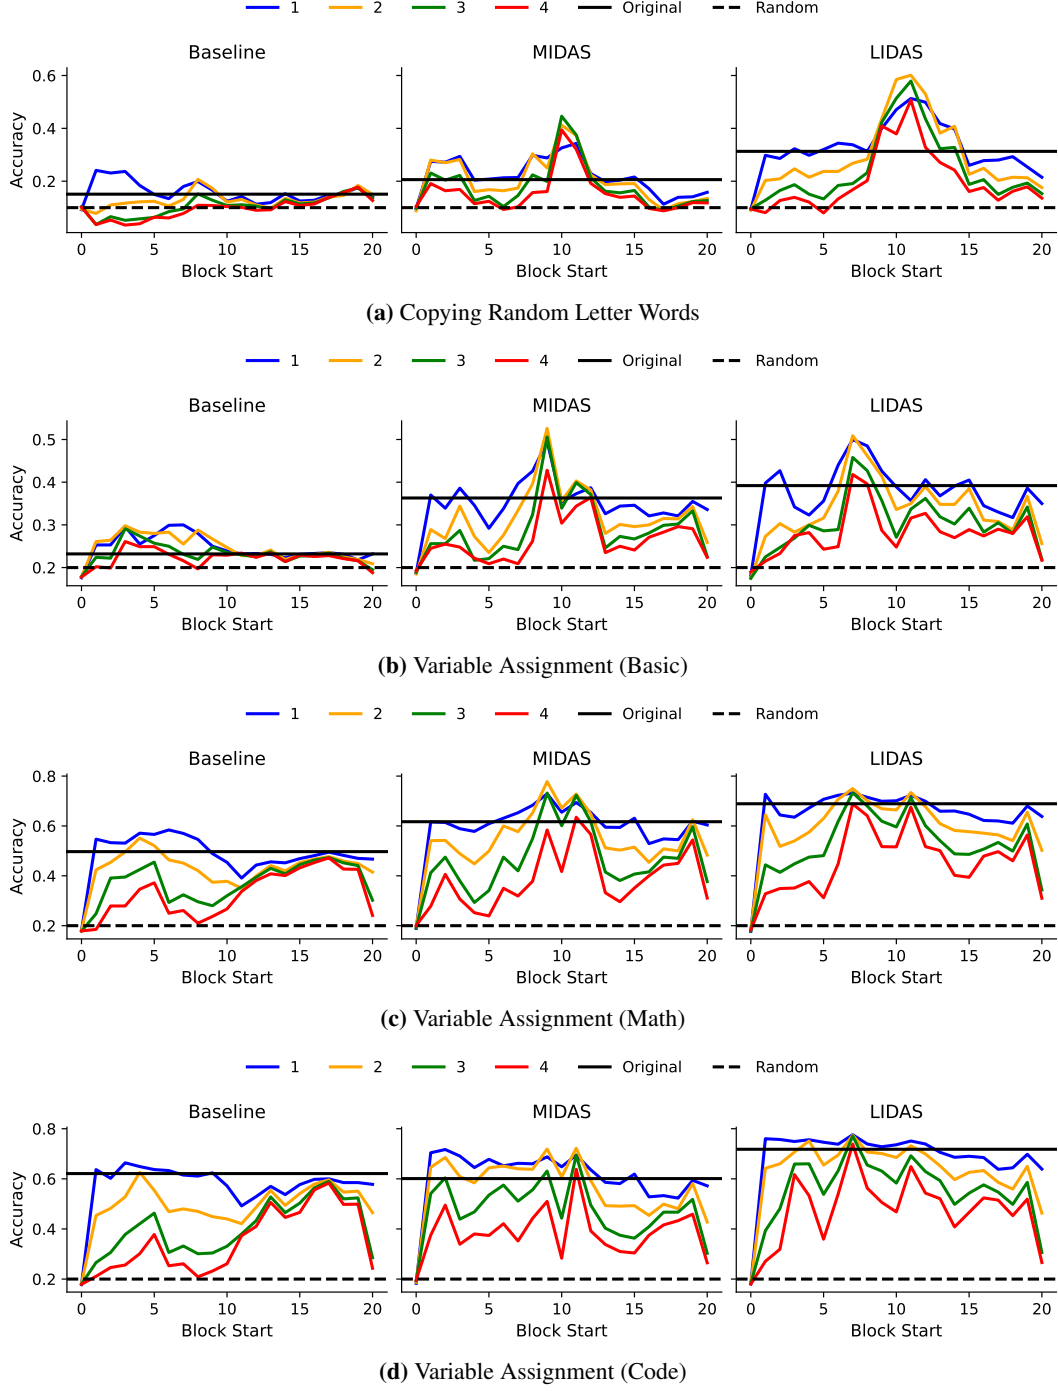 1 2 3 4 Original Random
Baseline MIDAS LIDAS
0.6
0.4
0.2
Accuracy
0 5 10 15 20 0 5 10 15 20 0 5 10 15 20
Block Start Block Start Block Start
(a) Copying Random Letter Words
1 2 3 4 Original Random
Baseline MIDAS LIDAS
0.5
0.4
0.3
0.2
Accuracy
0 5 10 15 20 0 5 10 15 20 0 5 10 15 20
Block Start Block Start Block Start
(b) Variable Assignment (Basic)
1 2 3 4 Original Random
Baseline MIDAS LIDAS
0.8
0.6
0.4
0.2
Accuracy
0 5 10 15 20 0 5 10 15 20 0 5 10 15 20
Block Start Block Start Block Start
(c) Variable Assignment (Math)
1 2 3 4 Original Random
Baseline MIDAS LIDAS
0.8
0.6
0.4
0.2
Accuracy
0 5 10 15 20 0 5 10 15 20 0 5 10 15 20
Block Start Block Start Block Start
(d) Variable Assignment (Code)